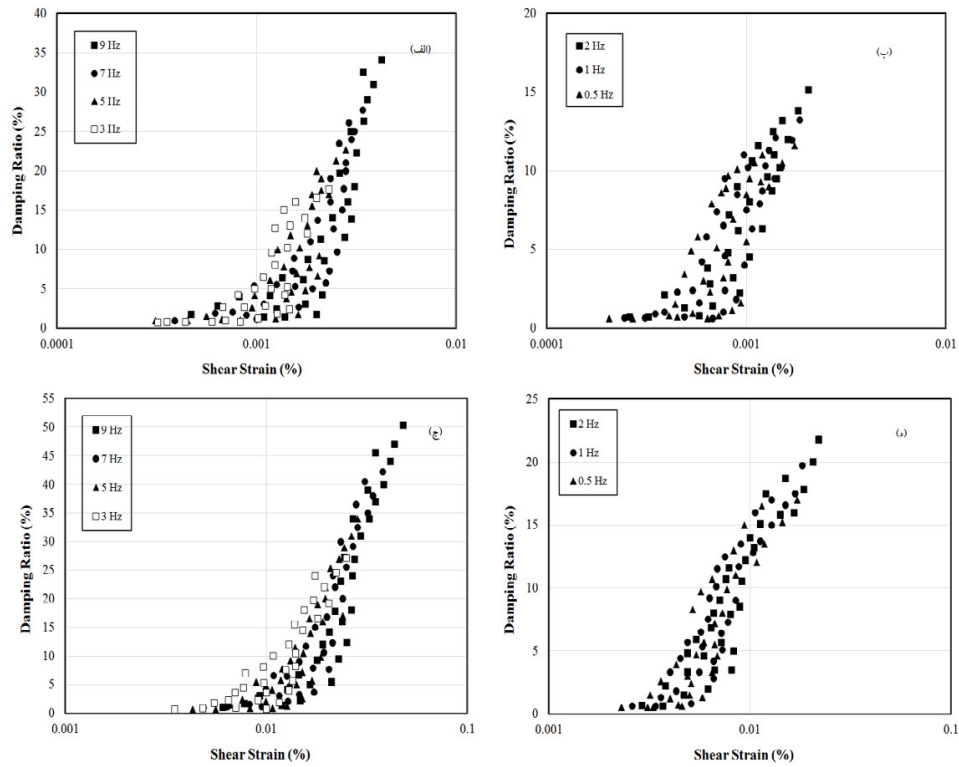 40
35
30
25
20
15
10
5
0
Damping Ratio (%)
9 Hz
7 Hz
5 Hz
3 Hz
(الف)
0.0001
0.001
0.01
Shear Strain (%)
20
15
10
5
0
Damping Ratio (%)
2 Hz
1 Hz
0.5 Hz
(ب)
0.0001
0.001
0.01
Shear Strain (%)
55
50
45
40
35
30
25
20
15
10
5
0
Damping Ratio (%)
9 Hz
7 Hz
5 Hz
3 Hz
(ج)
0.001
0.01
0.1
Shear Strain (%)
25
20
15
10
5
0
Damping Ratio (%)
2 Hz
1 Hz
0.5 Hz
(د)
0.001
0.01
0.1
Shear Strain (%)